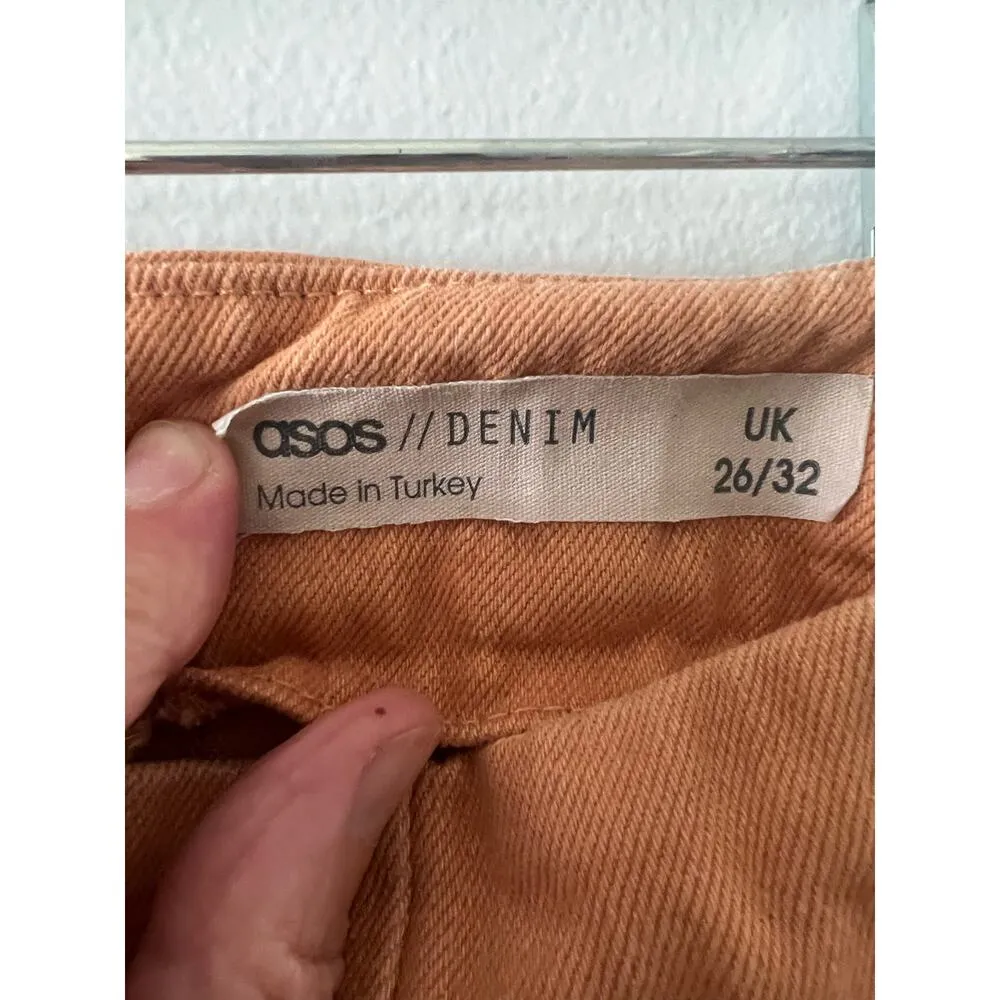 asos // DENIM
Made in Turkey
UK
26/32